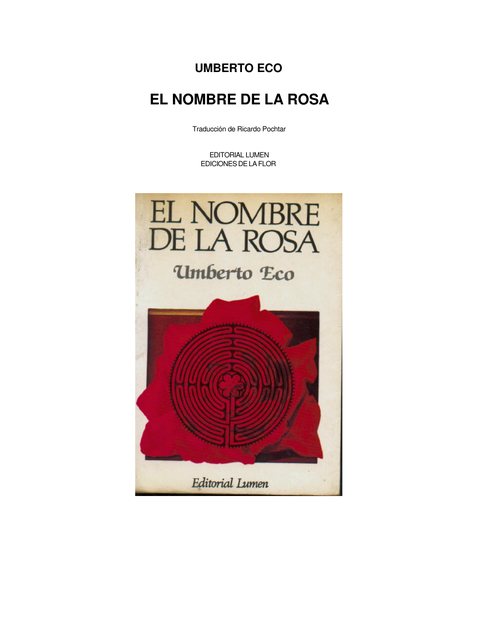 UMBERTO ECO
EL NOMBRE DE LA ROSA
Traducción de Ricardo Pochtar
EDITORIAL LUMEN
EDICIONES DE LA FLOR
EL NOMBRE
DE LA ROSA
Umberto Eco
Editorial Lumen